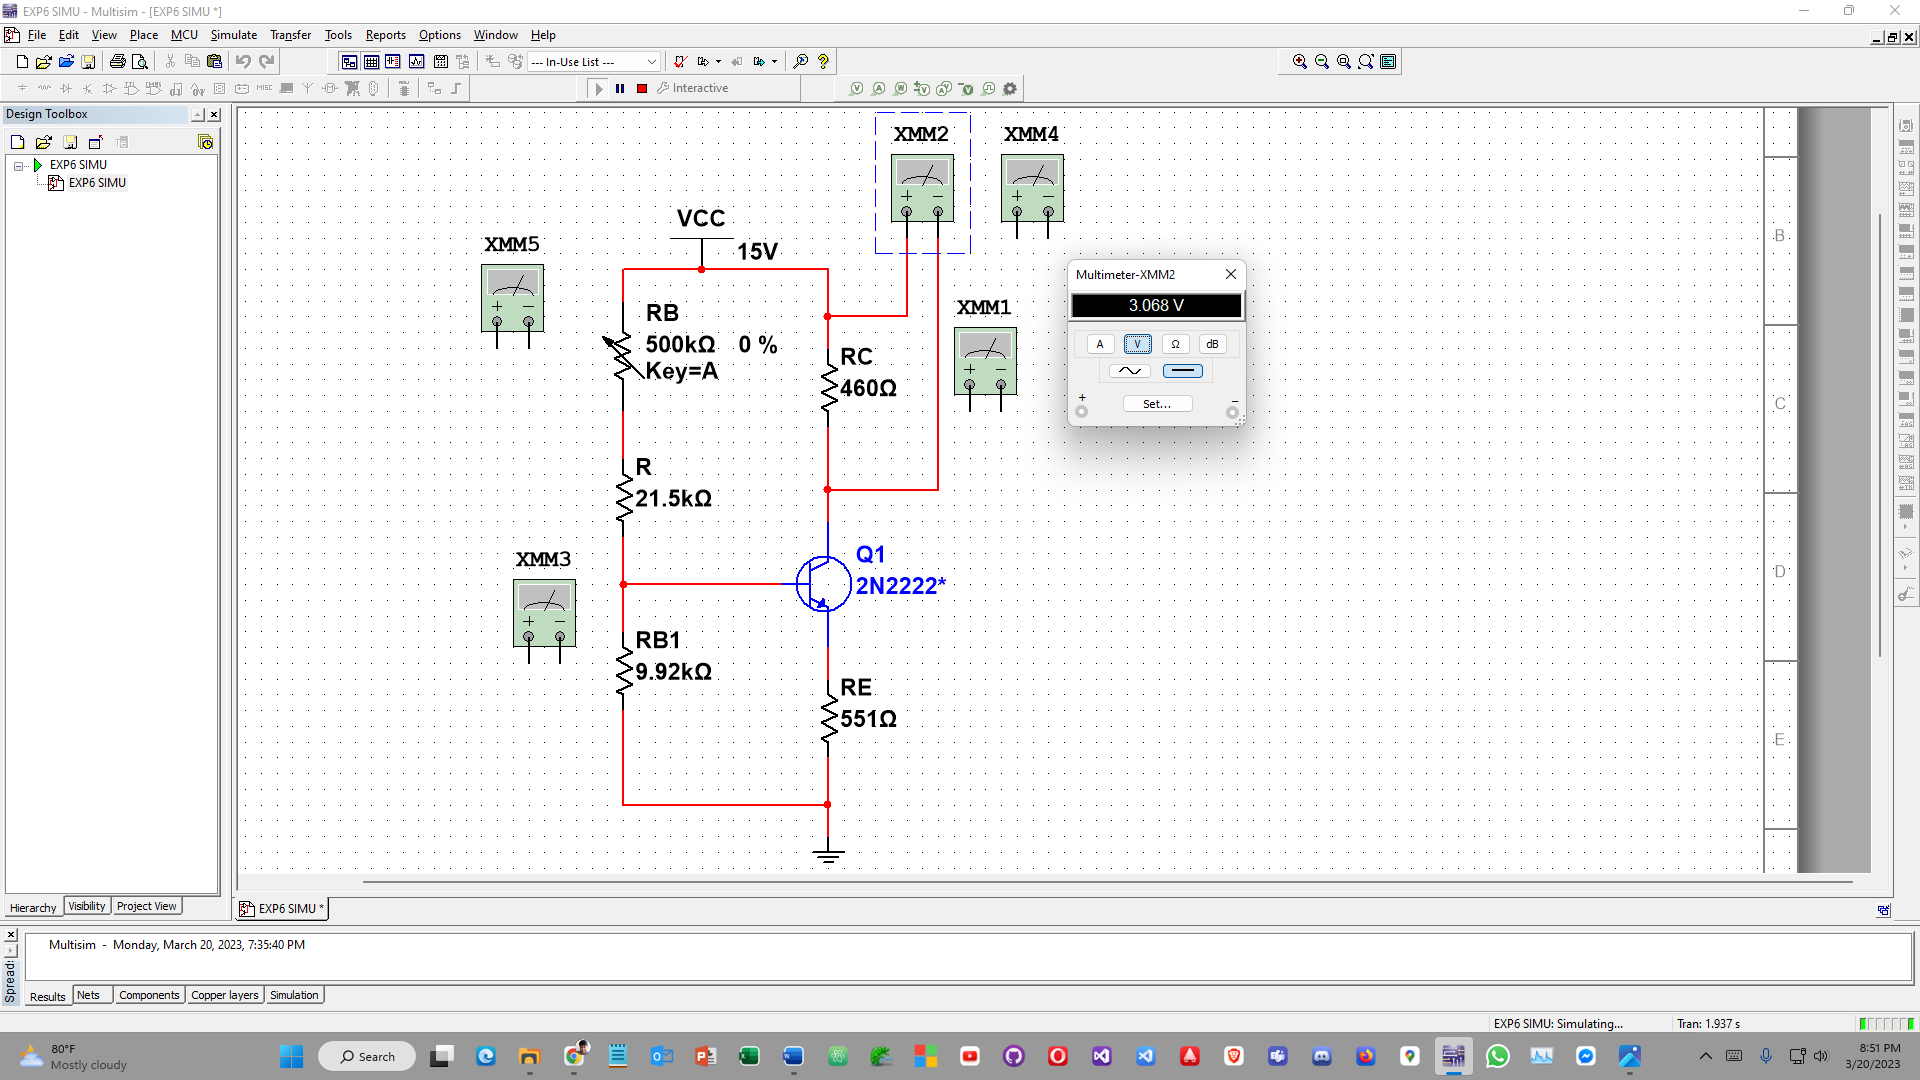 EXP6 SIMU - Multisim - [EXP6 SIMU *]
File Edit View Place MCU Simulate Transfer Tools Reports Options Window Help
--- In-Use List ---
Interactive
Design Toolbox
EXP6 SIMU
EXP6 SIMU
XMM2
XMM4
VCC
15V
XMM5
Multimeter-XMM2
3.068 V
A V Ω dB
+ −
Set...
XMM1
RB
500kΩ 0 %
Key=A
RC
460Ω
R
21.5kΩ
XMM3
Q1
2N2222*
RB1
9.92kΩ
RE
551Ω
B
C
D
E
Hierarchy Visibility Project View
EXP6 SIMU *
Multisim - Monday, March 20, 2023, 7:35:40 PM
Results Nets Components Copper layers Simulation
EXP6 SIMU: Simulating... Tran: 1.937 s
80°F
Mostly cloudy
Search
8:51 PM
3/20/2023